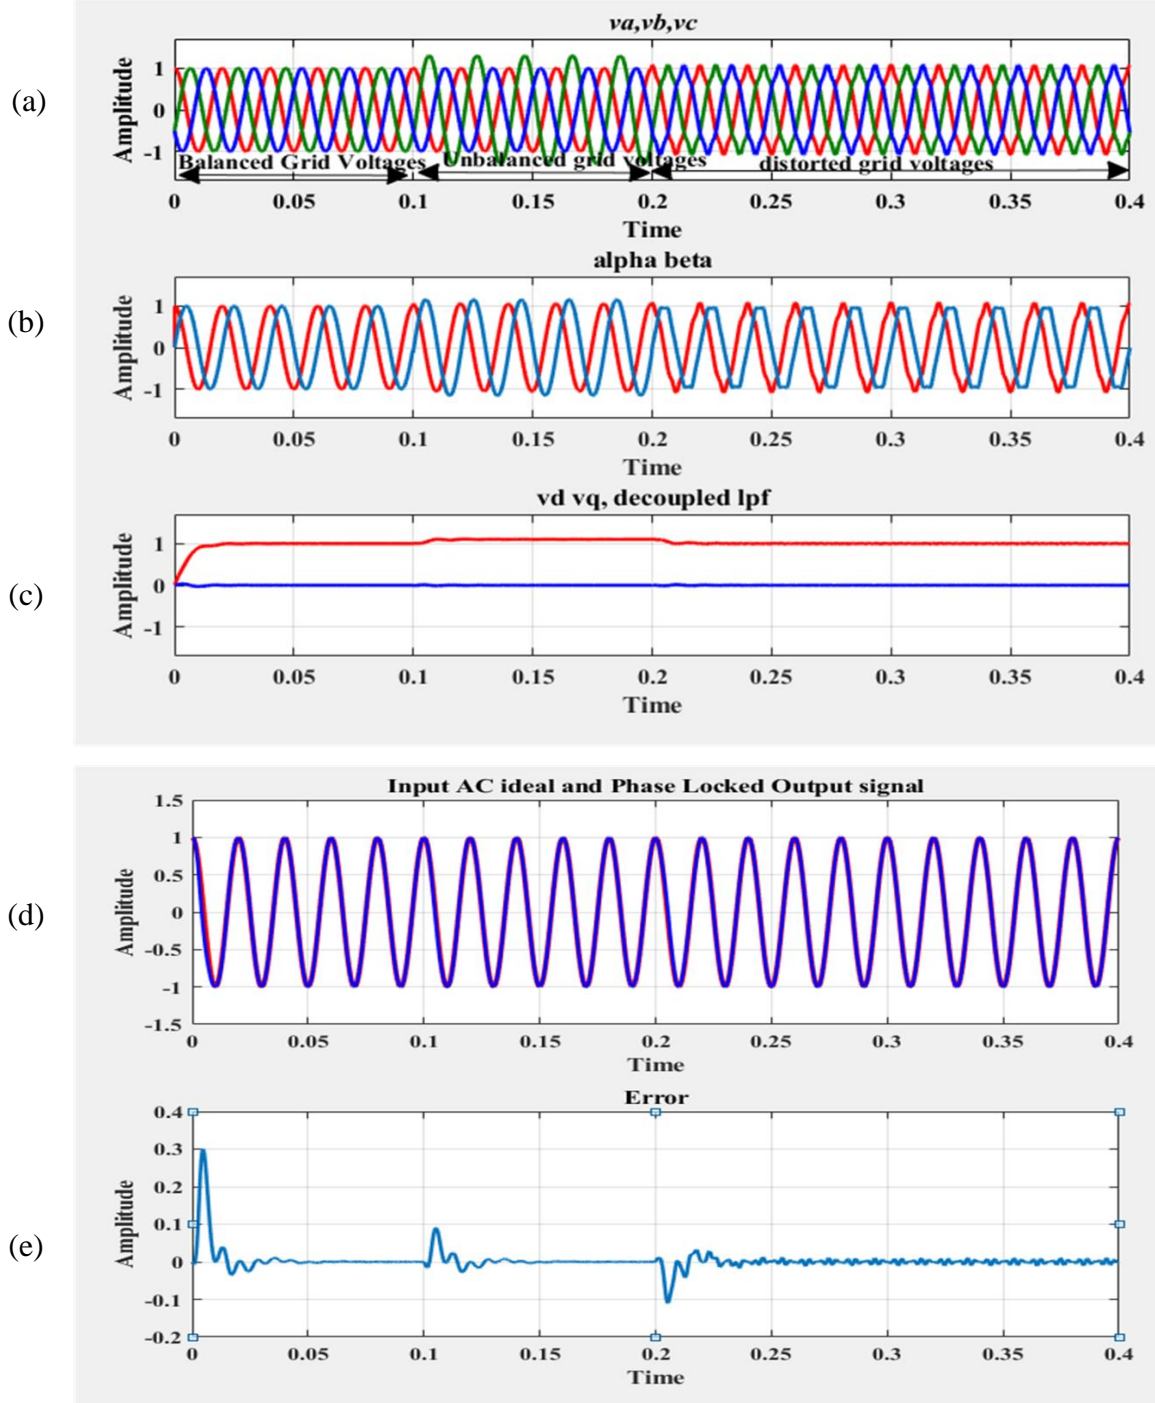 va,vb,vc
(a)
Amplitude
1
0
-1
Balanced Grid Voltages
Unbalanced grid voltages
distorted grid voltages
0 0.05 0.1 0.15 0.2 0.25 0.3 0.35 0.4
Time
alpha beta
(b)
Amplitude
1
0
-1
0 0.05 0.1 0.15 0.2 0.25 0.3 0.35 0.4
Time
vd vq, decoupled lpf
(c)
Amplitude
1
0
-1
0 0.05 0.1 0.15 0.2 0.25 0.3 0.35 0.4
Time
Input AC ideal and Phase Locked Output signal
(d)
Amplitude
1.5
1
0.5
0
-0.5
-1
-1.5
0 0.05 0.1 0.15 0.2 0.25 0.3 0.35 0.4
Time
Error
(e)
Amplitude
0.4
0.3
0.2
0.1
0
-0.1
-0.2
0 0.05 0.1 0.15 0.2 0.25 0.3 0.35 0.4
Time